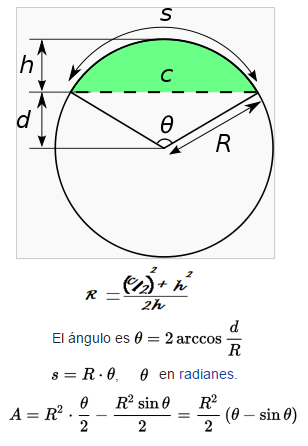 s
h
c
d
θ
R
R = ((c/2)² + h²) / 2h
El ángulo es θ = 2 arccos d/R
s = R · θ, θ en radianes.
A = R² · θ/2 − R² sin θ/2 = R²/2 (θ − sin θ)